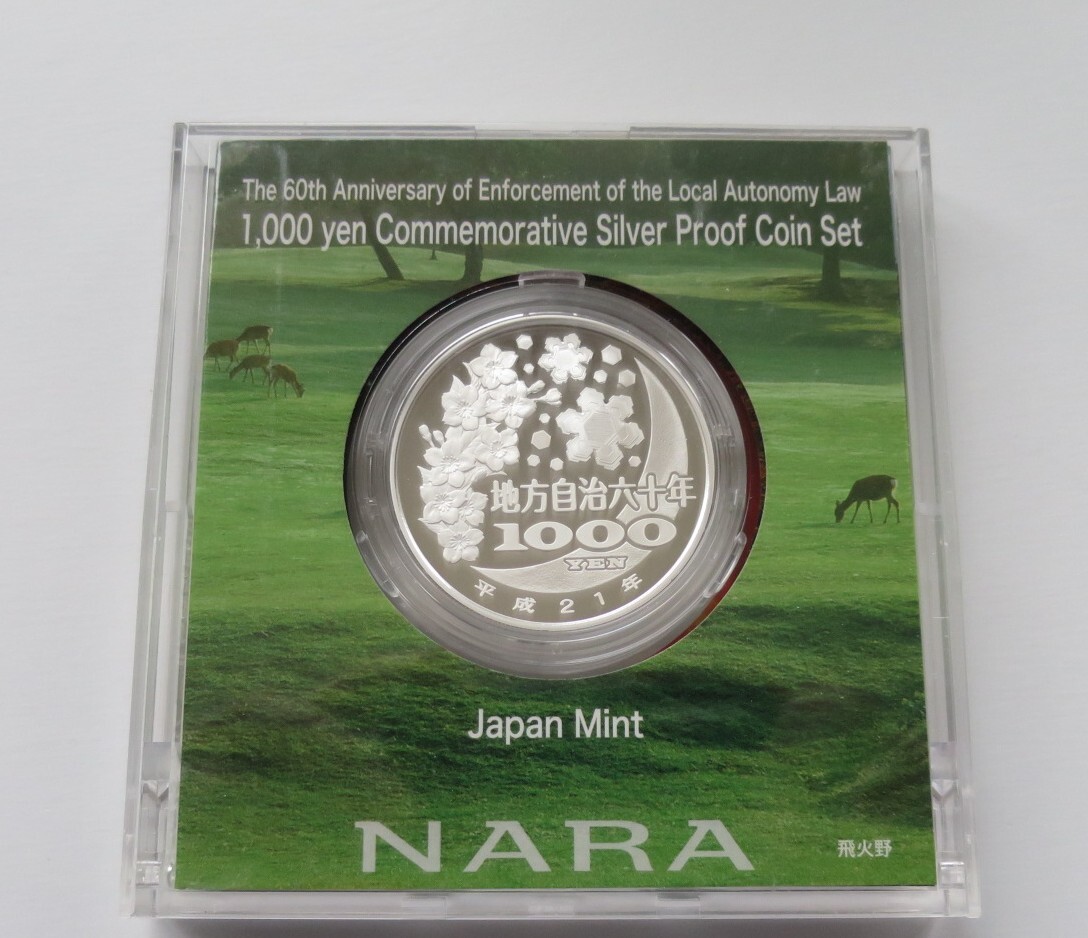 The 60th Anniversary of Enforcement of the Local Autonomy Law
1,000 yen Commemorative Silver Proof Coin Set
地方自治六十年
1000
YEN
平成21年
Japan Mint
NARA
飛火野